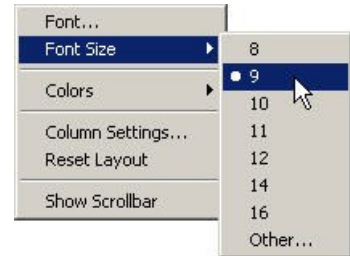 Font...
Font Size
Colors
Column Settings...
Reset Layout
Show Scrollbar
8
9
10
11
12
14
16
Other...